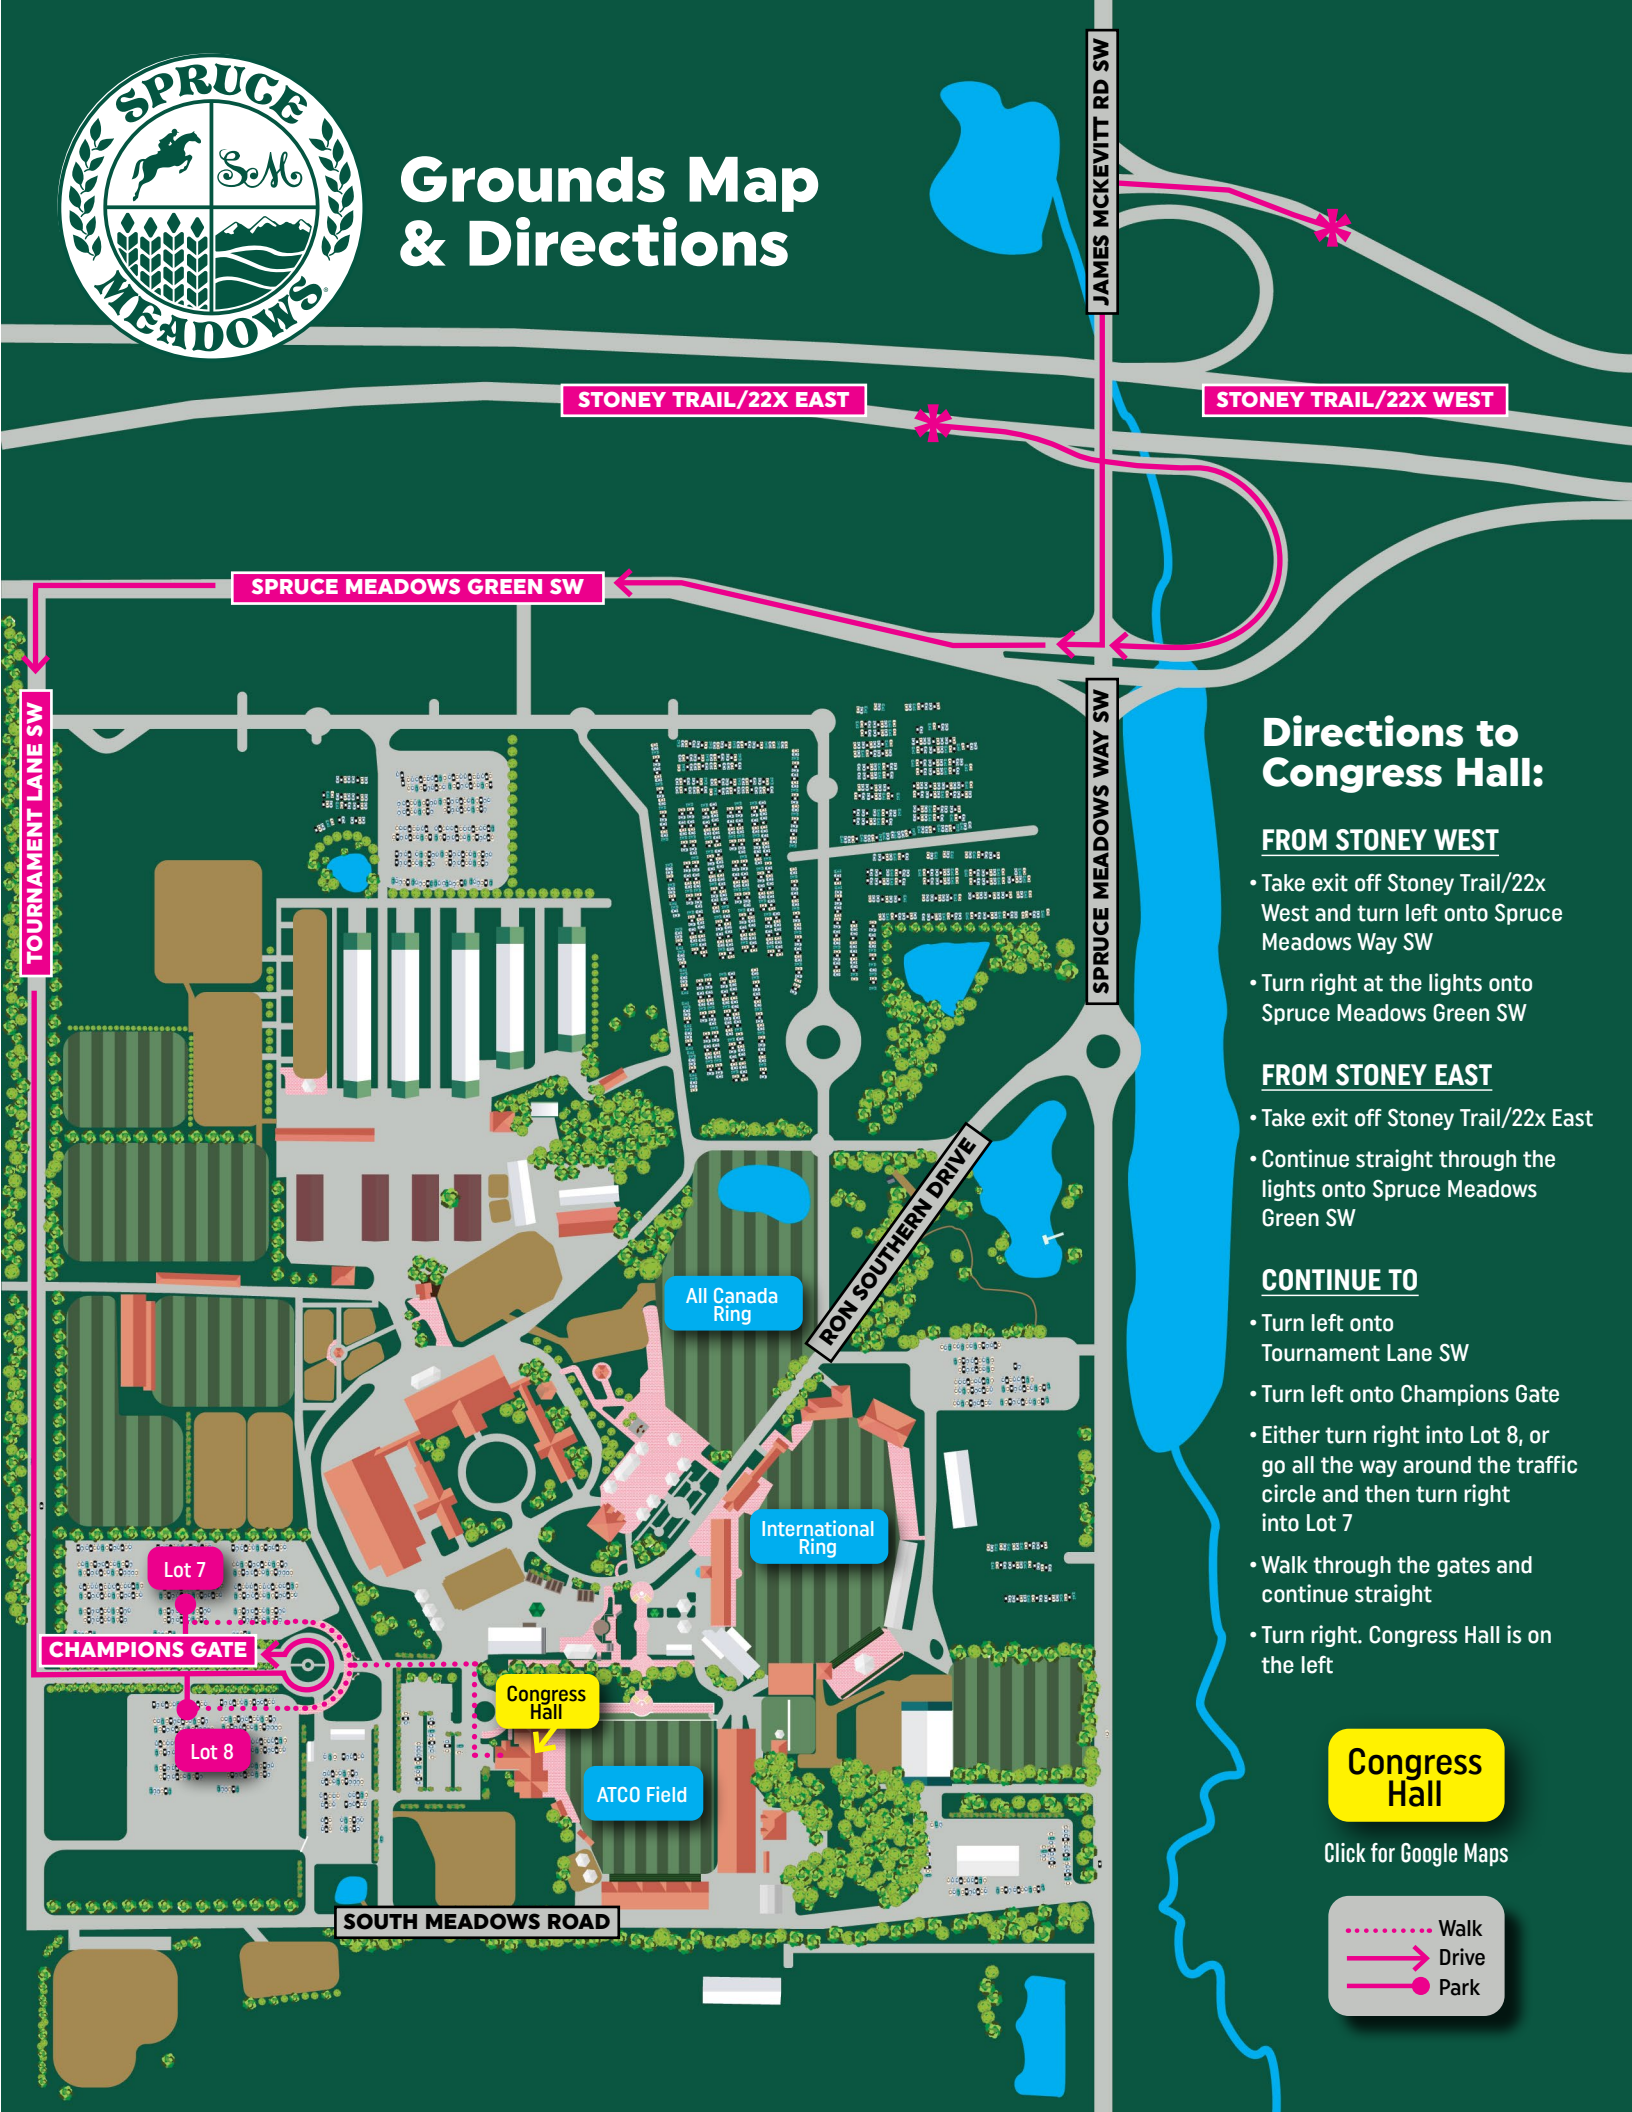 SPRUCE
SM
MEADOWS
®
Grounds Map
& Directions
JAMES MCKEVITT RD SW
STONEY TRAIL/22X EAST
STONEY TRAIL/22X WEST
SPRUCE MEADOWS GREEN SW
TOURNAMENT LANE SW
SPRUCE MEADOWS WAY SW
RON SOUTHERN DRIVE
All Canada
Ring
International
Ring
Lot 7
CHAMPIONS GATE
Lot 8
Congress
Hall
ATCO Field
SOUTH MEADOWS ROAD
Directions to
Congress Hall:
FROM STONEY WEST
• Take exit off Stoney Trail/22x
West and turn left onto Spruce
Meadows Way SW
• Turn right at the lights onto
Spruce Meadows Green SW
FROM STONEY EAST
• Take exit off Stoney Trail/22x East
• Continue straight through the
lights onto Spruce Meadows
Green SW
CONTINUE TO
• Turn left onto
Tournament Lane SW
• Turn left onto Champions Gate
• Either turn right into Lot 8, or
go all the way around the traffic
circle and then turn right
into Lot 7
• Walk through the gates and
continue straight
• Turn right. Congress Hall is on
the left
Congress
Hall
Click for Google Maps
Walk
Drive
Park